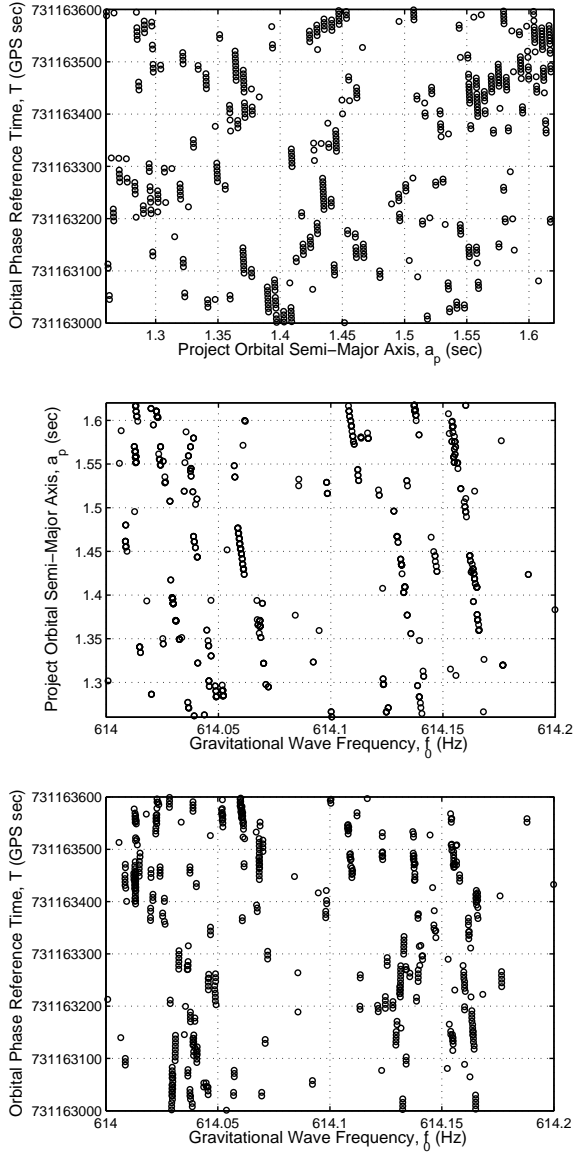 731163600
731163500
731163400
731163300
731163200
731163100
731163000
Orbital Phase Reference Time, T (GPS sec)
1.3 1.35 1.4 1.45 1.5 1.55 1.6
Project Orbital Semi−Major Axis, a_p (sec)
1.6
1.55
1.5
1.45
1.4
1.35
1.3
Project Orbital Semi−Major Axis, a_p (sec)
614 614.05 614.1 614.15 614.2
Gravitational Wave Frequency, f_0 (Hz)
731163600
731163500
731163400
731163300
731163200
731163100
731163000
Orbital Phase Reference Time, T (GPS sec)
614 614.05 614.1 614.15 614.2
Gravitational Wave Frequency, f_0 (Hz)